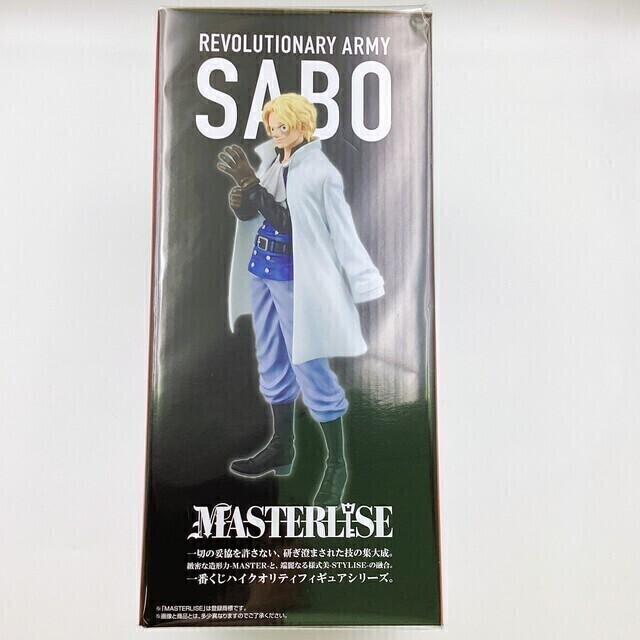 REVOLUTIONARY ARMY
SABO
MASTERLISE
一切の妥協を許さない、研ぎ澄まされた技の集大成。
緻密な造形力-MASTER-と、端麗なる様式美-STYLISE-の融合。
一番くじハイクオリティフィギュアシリーズ。
※「MASTERLISE」は登録商標です。
※画像と商品とは、多少異なりますのでご了承ください。